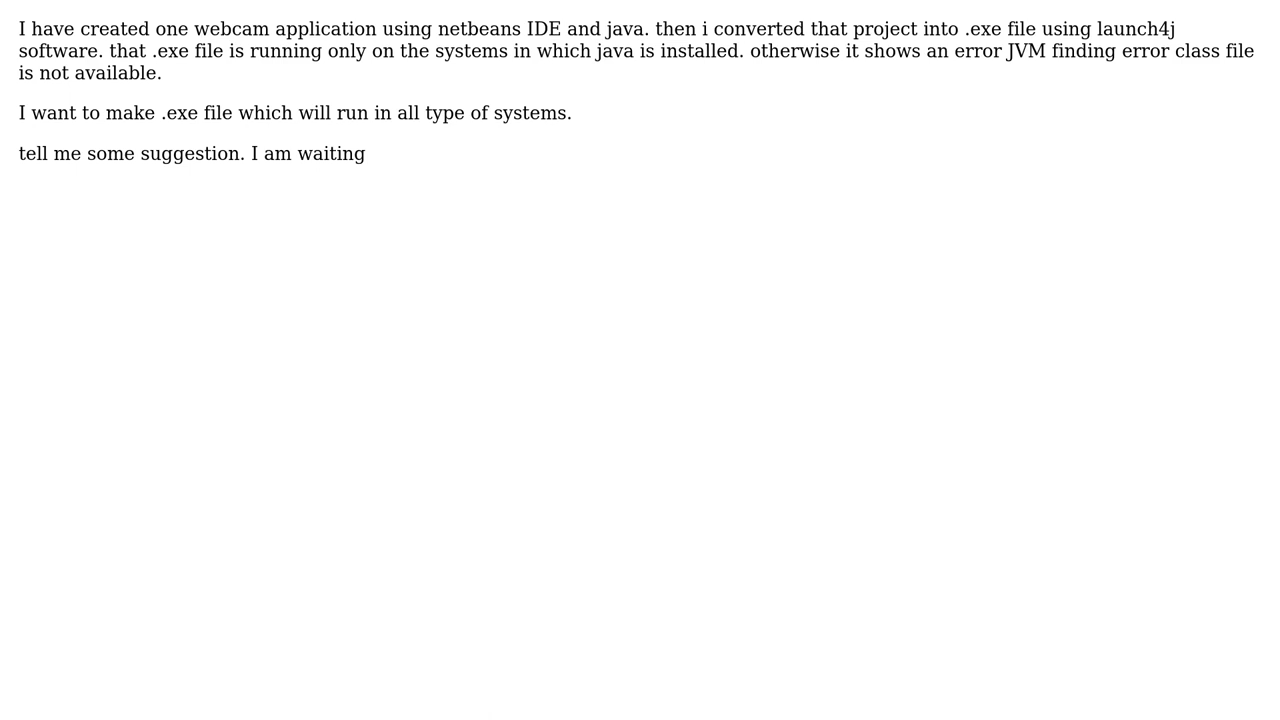 I have created one webcam application using netbeans IDE and java. then i converted that project into .exe file using launch4j
software. that .exe file is running only on the systems in which java is installed. otherwise it shows an error JVM finding error class file
is not available.
I want to make .exe file which will run in all type of systems.
tell me some suggestion. I am waiting